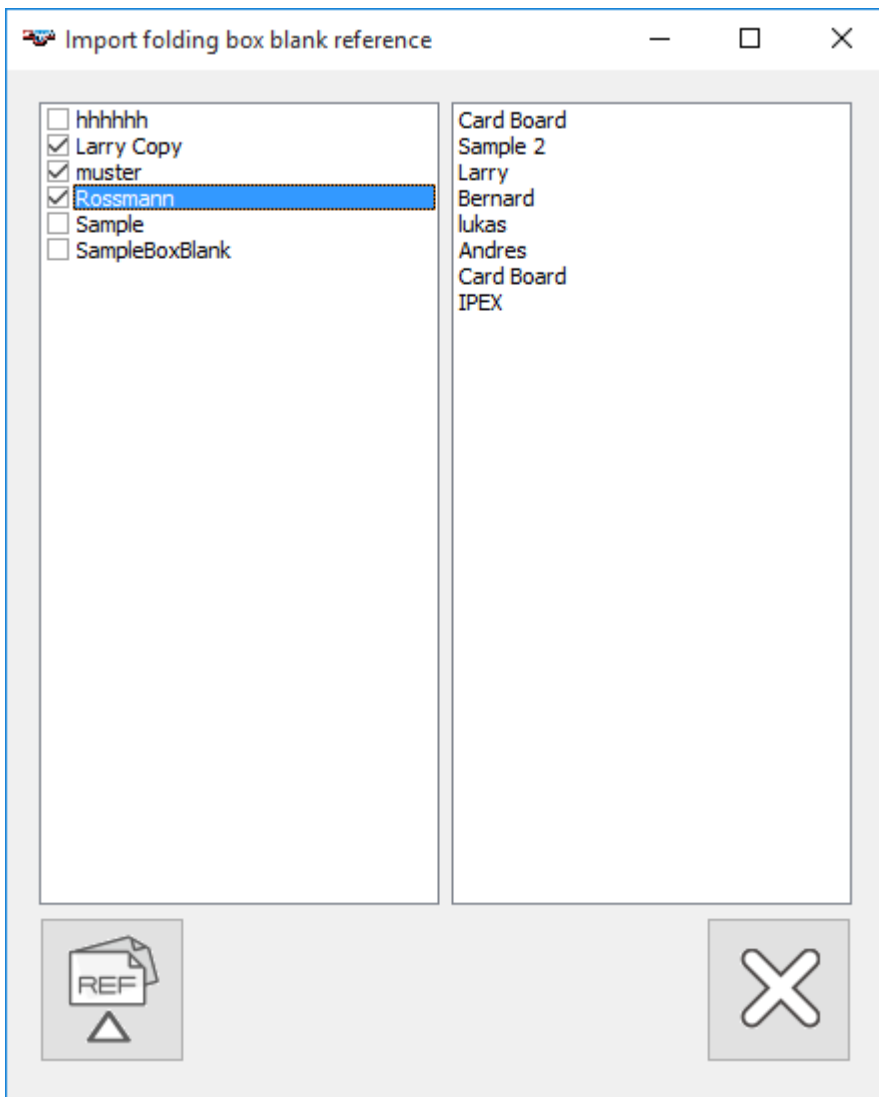 Import folding box blank reference
hhhhhh
Larry Copy
muster
Rossmann
Sample
SampleBoxBlank
Card Board
Sample 2
Larry
Bernard
lukas
Andres
Card Board
IPEX
REF